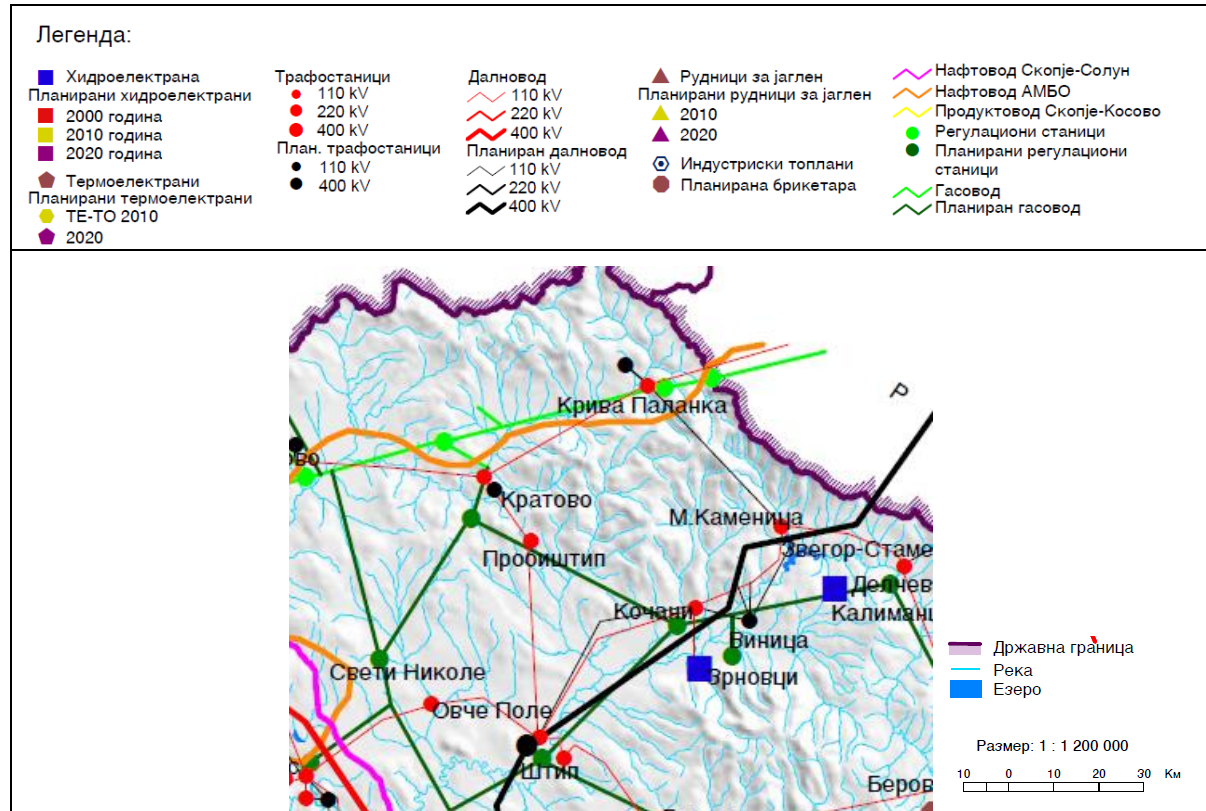 Легенда:
Хидроелектрана
Планирани хидроелектрани
2000 година
2010 година
2020 година
Термоелектрани
Планирани термоелектрани
ТЕ-ТО 2010
2020
Трафостаници
110 kV
220 kV
400 kV
План. трафостаници
110 kV
400 kV
Далновод
110 kV
220 kV
400 kV
Планиран далновод
110 kV
220 kV
400 kV
Рудници за јаглен
Планирани рудници за јаглен
2010
2020
Индустриски топлани
Планирана брикетара
Нафтовод Скопје-Солун
Нафтовод АМБО
Продуктовод Скопје-Косово
Регулациони станици
Планирани регулациони
станици
Гасовод
Планиран гасовод
Р
Крива Паланка
ово
Кратово
М.Каменица
Пробиштип
Звегор-Стаме
Делчев
Кочани
Калиманц
Виница
Свети Николе
Зрновци
Овче Поле
Штип
Беров
Државна граница
Река
Езеро
Размер: 1 : 1 200 000
10 0 10 20 30 Км